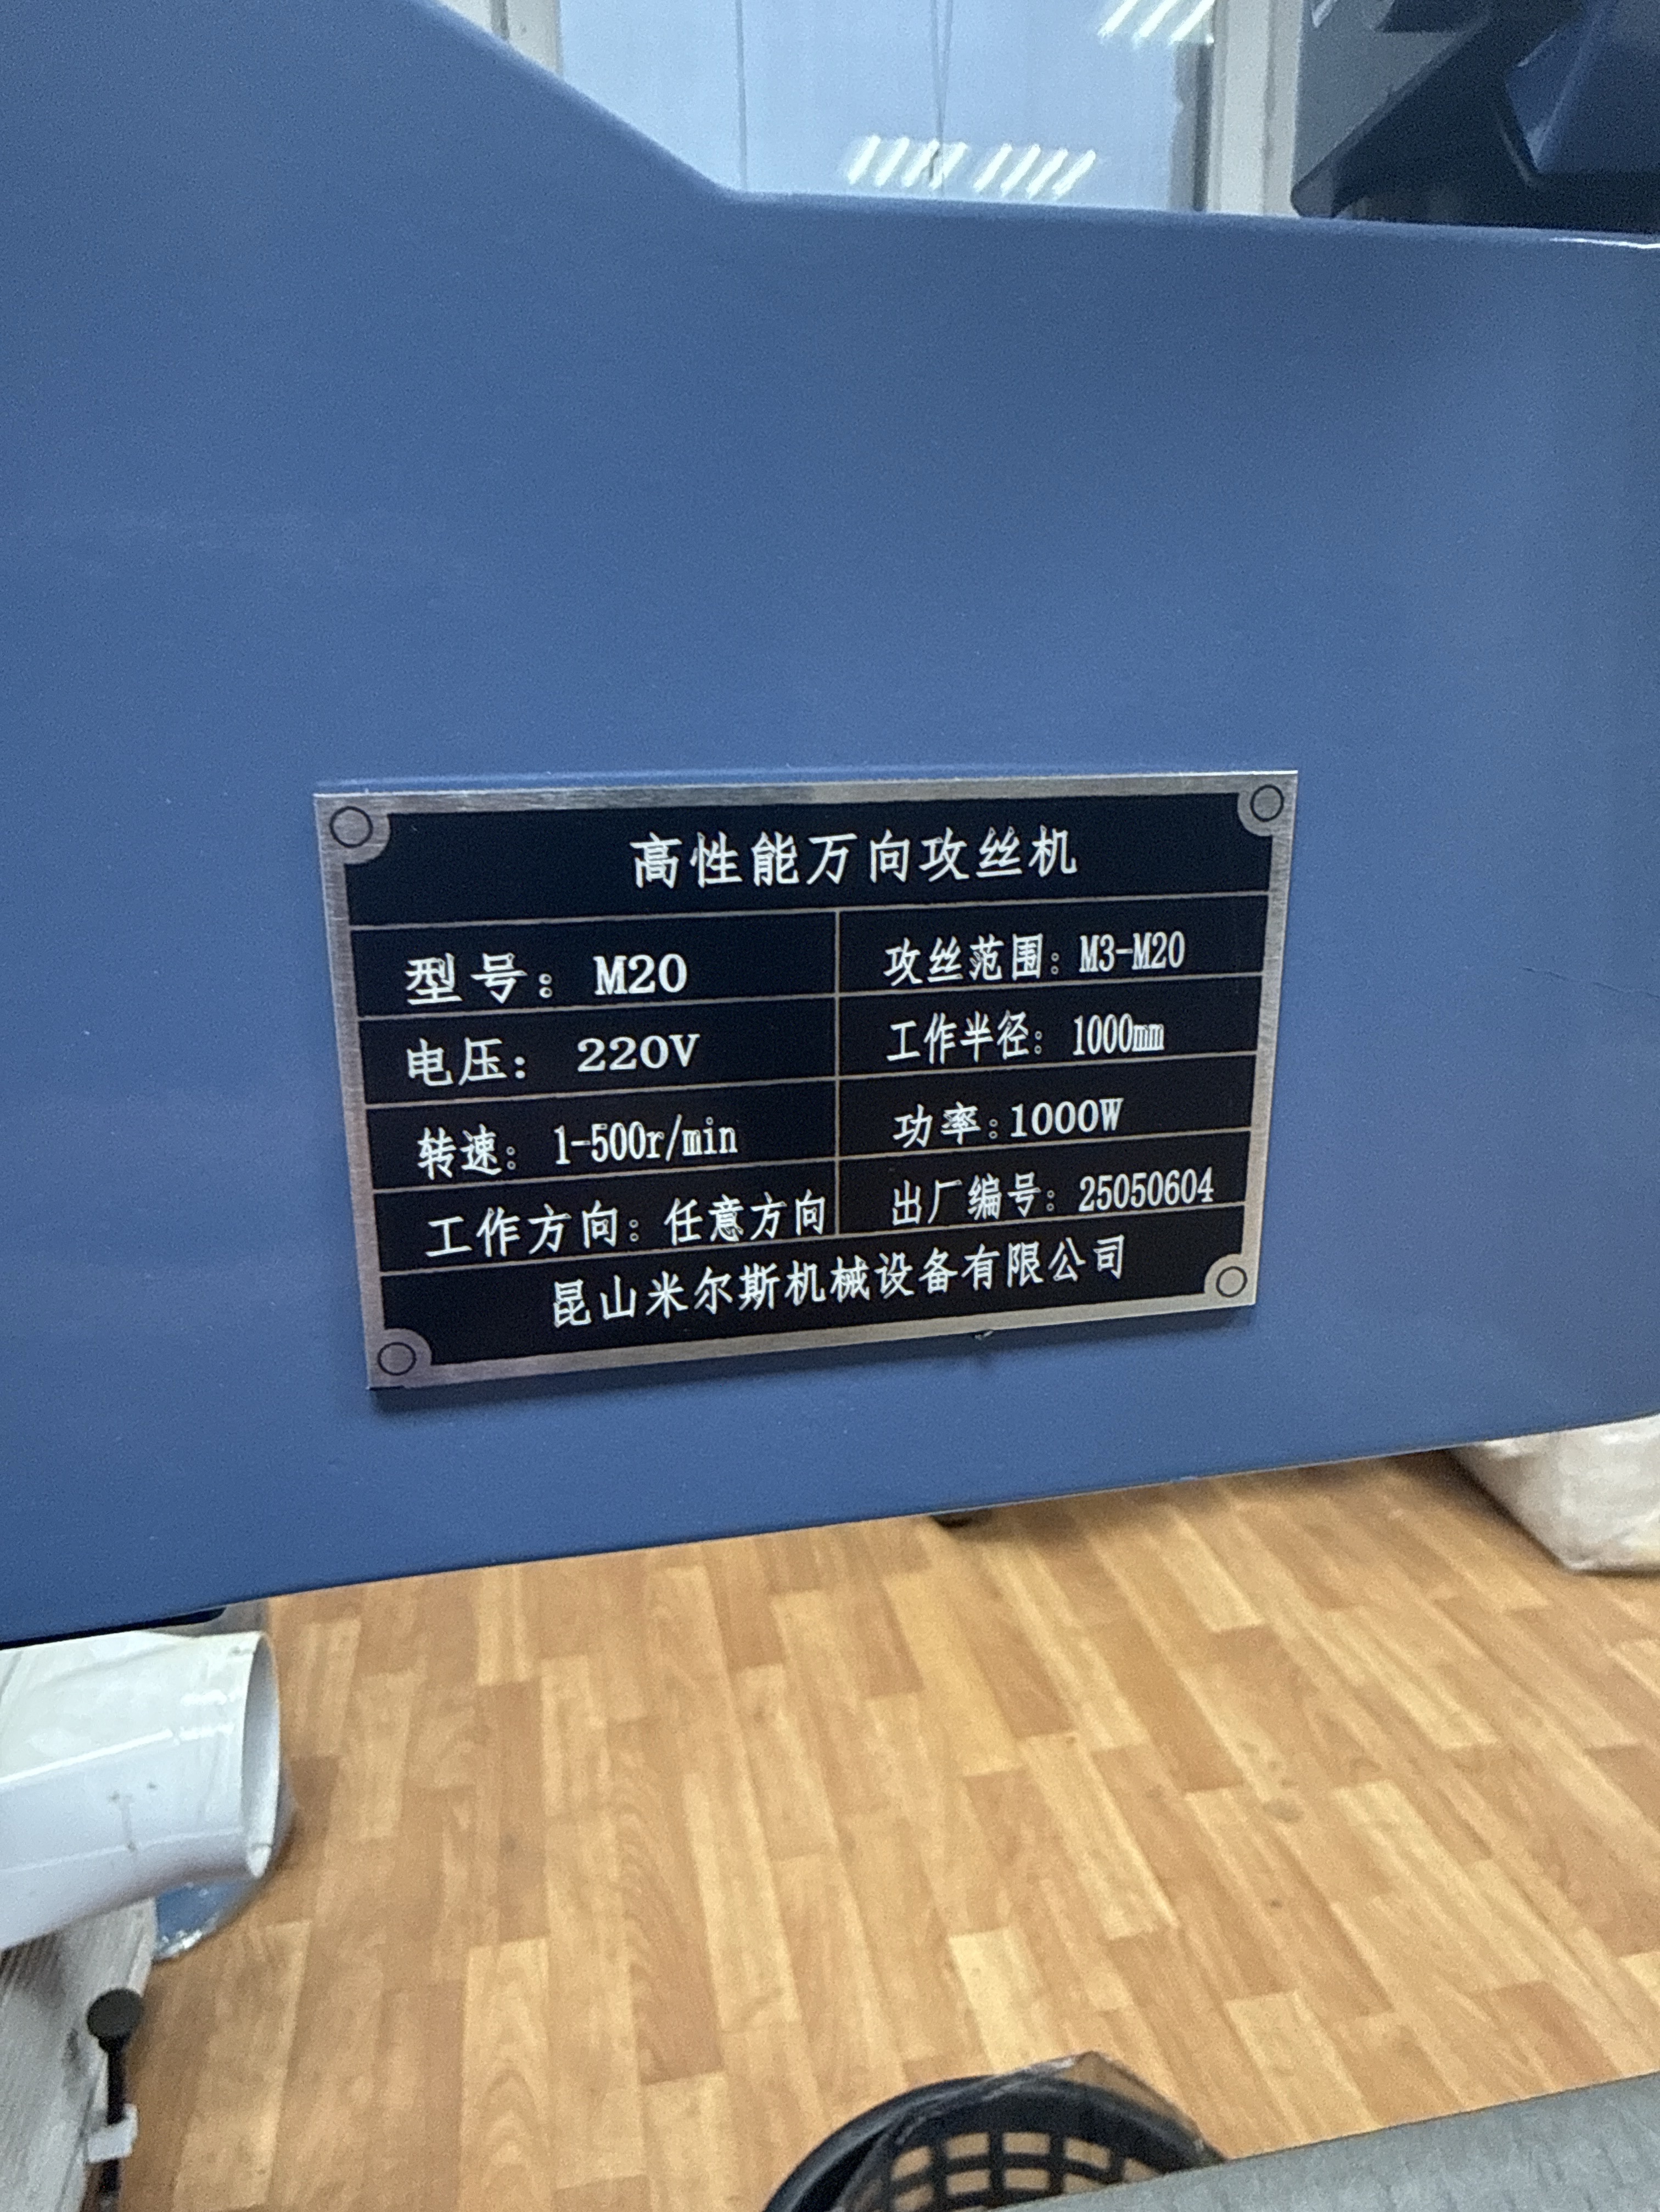 高性能万向攻丝机
型号: M20
攻丝范围: M3-M20
电压: 220V
工作半径: 1000mm
转速: 1-500r/min
功率: 1000W
工作方向: 任意方向
出厂编号: 25050604
昆山米尔斯机械设备有限公司